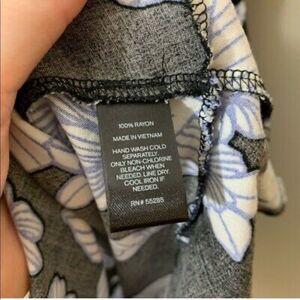 100% RAYON
MADE IN VIETNAM
HAND WASH COLD
SEPARATELY.
ONLY NON-CHLORINE
BLEACH WHEN
NEEDED. LINE DRY.
COOL IRON IF
NEEDED.
RN# 55285